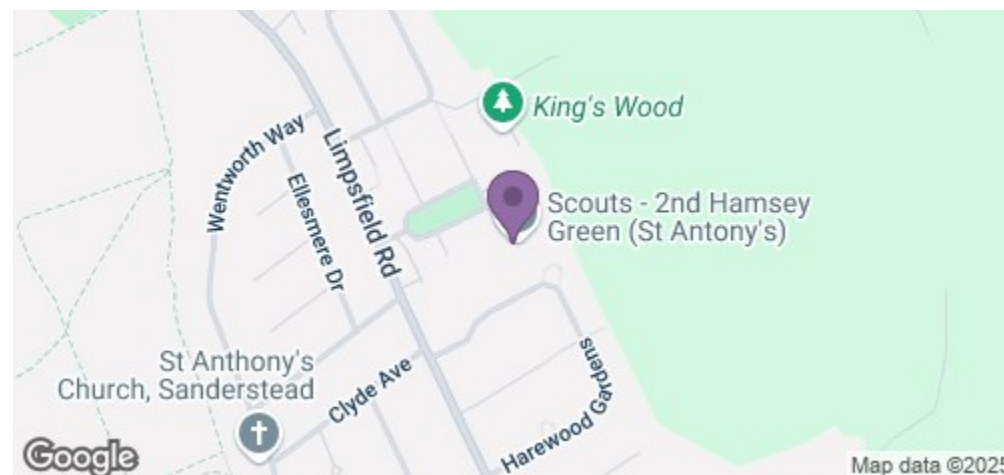 King's Wood
Wentworth Way
Limpsfield Rd
Ellesmere Dr
Scouts - 2nd Hamsey
Green (St Antony's)
St Anthony's
Church, Sanderstead
Clyde Ave
Harewood Gardens
Google
Map data ©2025